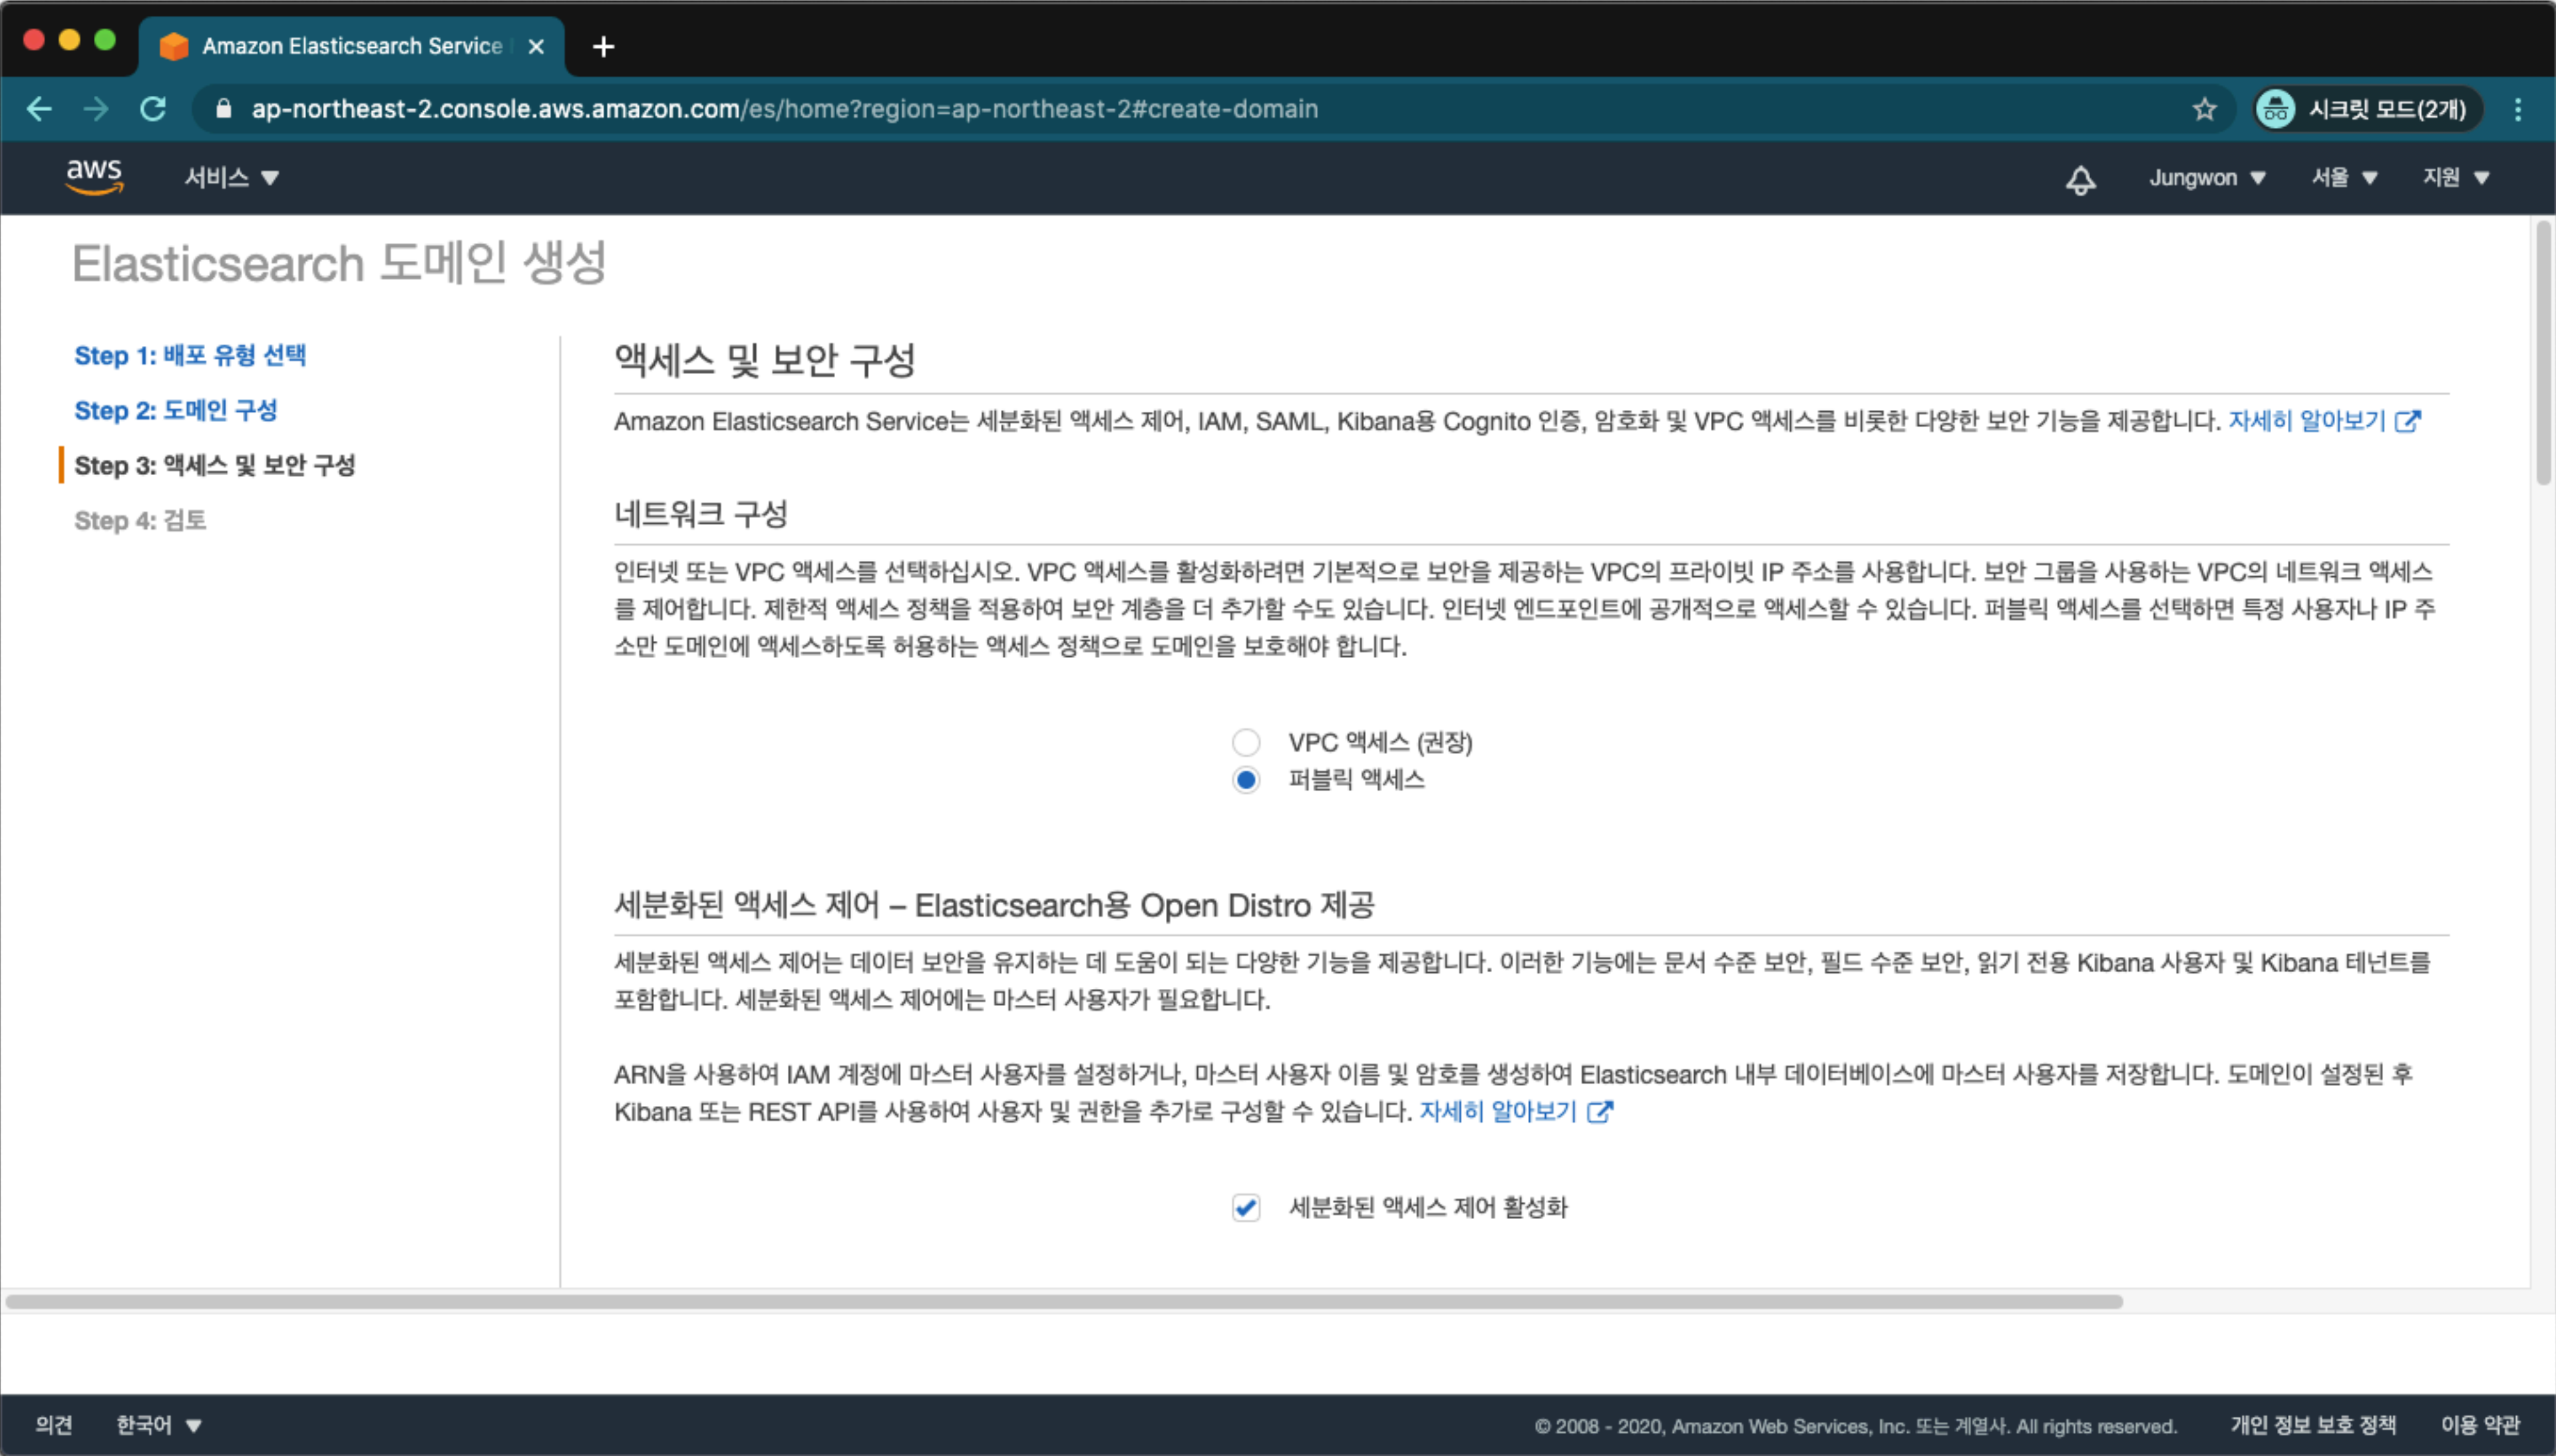 Amazon Elasticsearch Service
ap-northeast-2.console.aws.amazon.com/es/home?region=ap-northeast-2#create-domain
시크릿 모드(2개)
aws
서비스
Jungwon
서울
지원
Elasticsearch 도메인 생성
Step 1: 배포 유형 선택
Step 2: 도메인 구성
Step 3: 액세스 및 보안 구성
Step 4: 검토
액세스 및 보안 구성
Amazon Elasticsearch Service는 세분화된 액세스 제어, IAM, SAML, Kibana용 Cognito 인증, 암호화 및 VPC 액세스를 비롯한 다양한 보안 기능을 제공합니다. 자세히 알아보기
네트워크 구성
인터넷 또는 VPC 액세스를 선택하십시오. VPC 액세스를 활성화하려면 기본적으로 보안을 제공하는 VPC의 프라이빗 IP 주소를 사용합니다. 보안 그룹을 사용하는 VPC의 네트워크 액세스
를 제어합니다. 제한적 액세스 정책을 적용하여 보안 계층을 더 추가할 수도 있습니다. 인터넷 엔드포인트에 공개적으로 액세스할 수 있습니다. 퍼블릭 액세스를 선택하면 특정 사용자나 IP 주
소만 도메인에 액세스하도록 허용하는 액세스 정책으로 도메인을 보호해야 합니다.
VPC 액세스 (권장)
퍼블릭 액세스
세분화된 액세스 제어 – Elasticsearch용 Open Distro 제공
세분화된 액세스 제어는 데이터 보안을 유지하는 데 도움이 되는 다양한 기능을 제공합니다. 이러한 기능에는 문서 수준 보안, 필드 수준 보안, 읽기 전용 Kibana 사용자 및 Kibana 테넌트를
포함합니다. 세분화된 액세스 제어에는 마스터 사용자가 필요합니다.
ARN을 사용하여 IAM 계정에 마스터 사용자를 설정하거나, 마스터 사용자 이름 및 암호를 생성하여 Elasticsearch 내부 데이터베이스에 마스터 사용자를 저장합니다. 도메인이 설정된 후
Kibana 또는 REST API를 사용하여 사용자 및 권한을 추가로 구성할 수 있습니다. 자세히 알아보기
세분화된 액세스 제어 활성화
의견
한국어
© 2008 - 2020, Amazon Web Services, Inc. 또는 계열사. All rights reserved.
개인 정보 보호 정책
이용 약관